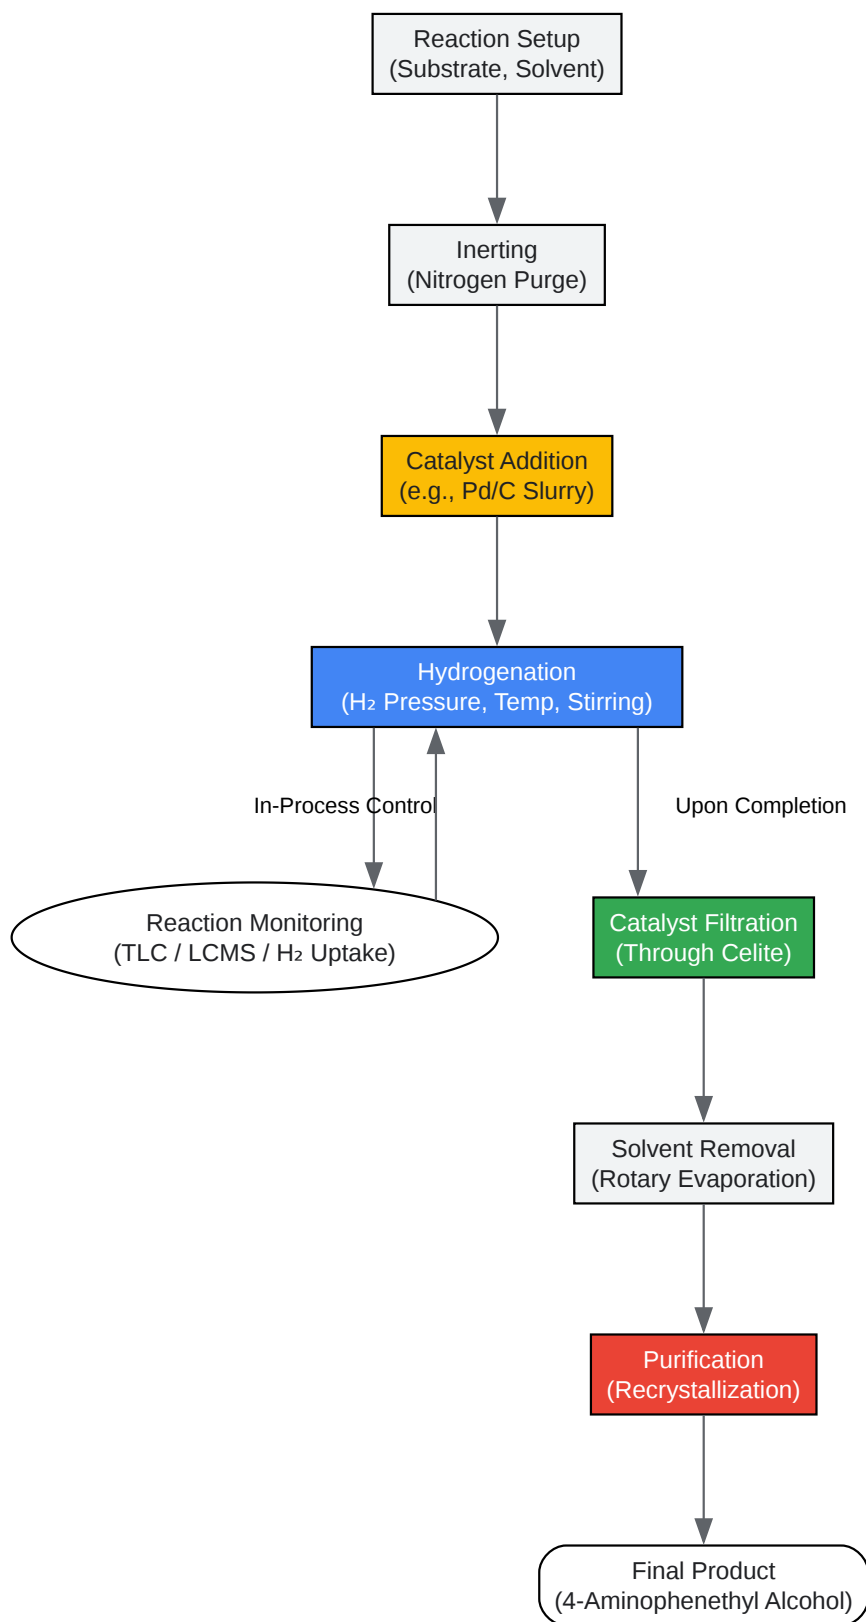 Reaction Setup
(Substrate, Solvent)
Inerting
(Nitrogen Purge)
Catalyst Addition
(e.g., Pd/C Slurry)
Hydrogenation
(H₂ Pressure, Temp, Stirring)
In-Process Control
Upon Completion
Reaction Monitoring
(TLC / LCMS / H₂ Uptake)
Catalyst Filtration
(Through Celite)
Solvent Removal
(Rotary Evaporation)
Purification
(Recrystallization)
Final Product
(4-Aminophenethyl Alcohol)